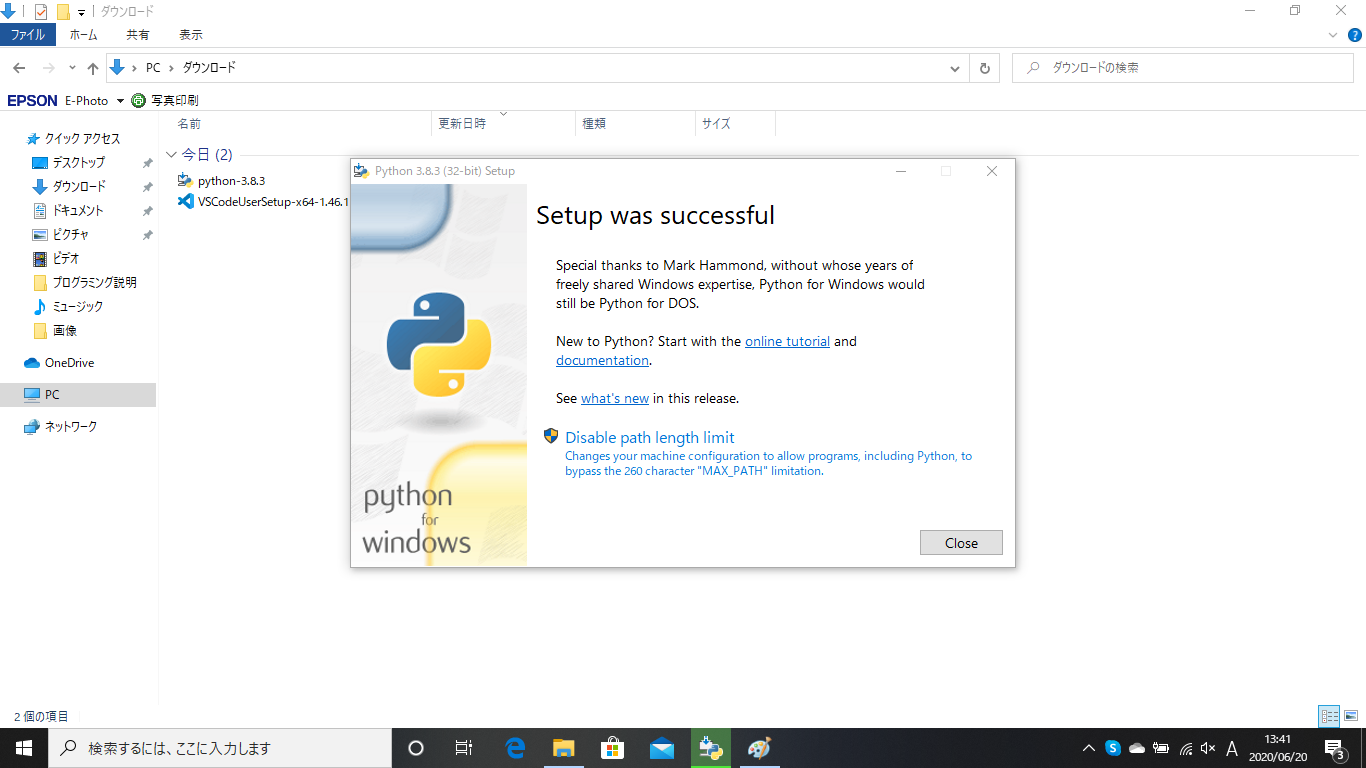 ダウンロード
ファイル ホーム 共有 表示
PC ダウンロード ダウンロードの検索
EPSON E-Photo 写真印刷
名前 更新日時 種類 サイズ
クイック アクセス
デスクトップ
ダウンロード
ドキュメント
ピクチャ
ビデオ
プログラミング説明
ミュージック
画像
OneDrive
PC
ネットワーク
今日 (2)
python-3.8.3
VSCodeUserSetup-x64-1.46.1
Python 3.8.3 (32-bit) Setup
Setup was successful
Special thanks to Mark Hammond, without whose years of
freely shared Windows expertise, Python for Windows would
still be Python for DOS.
New to Python? Start with the online tutorial and
documentation.
See what's new in this release.
Disable path length limit
Changes your machine configuration to allow programs, including Python, to
bypass the 260 character "MAX_PATH" limitation.
python
for
windows
Close
2 個の項目
検索するには、ここに入力します
A
13:41
2020/06/20
3